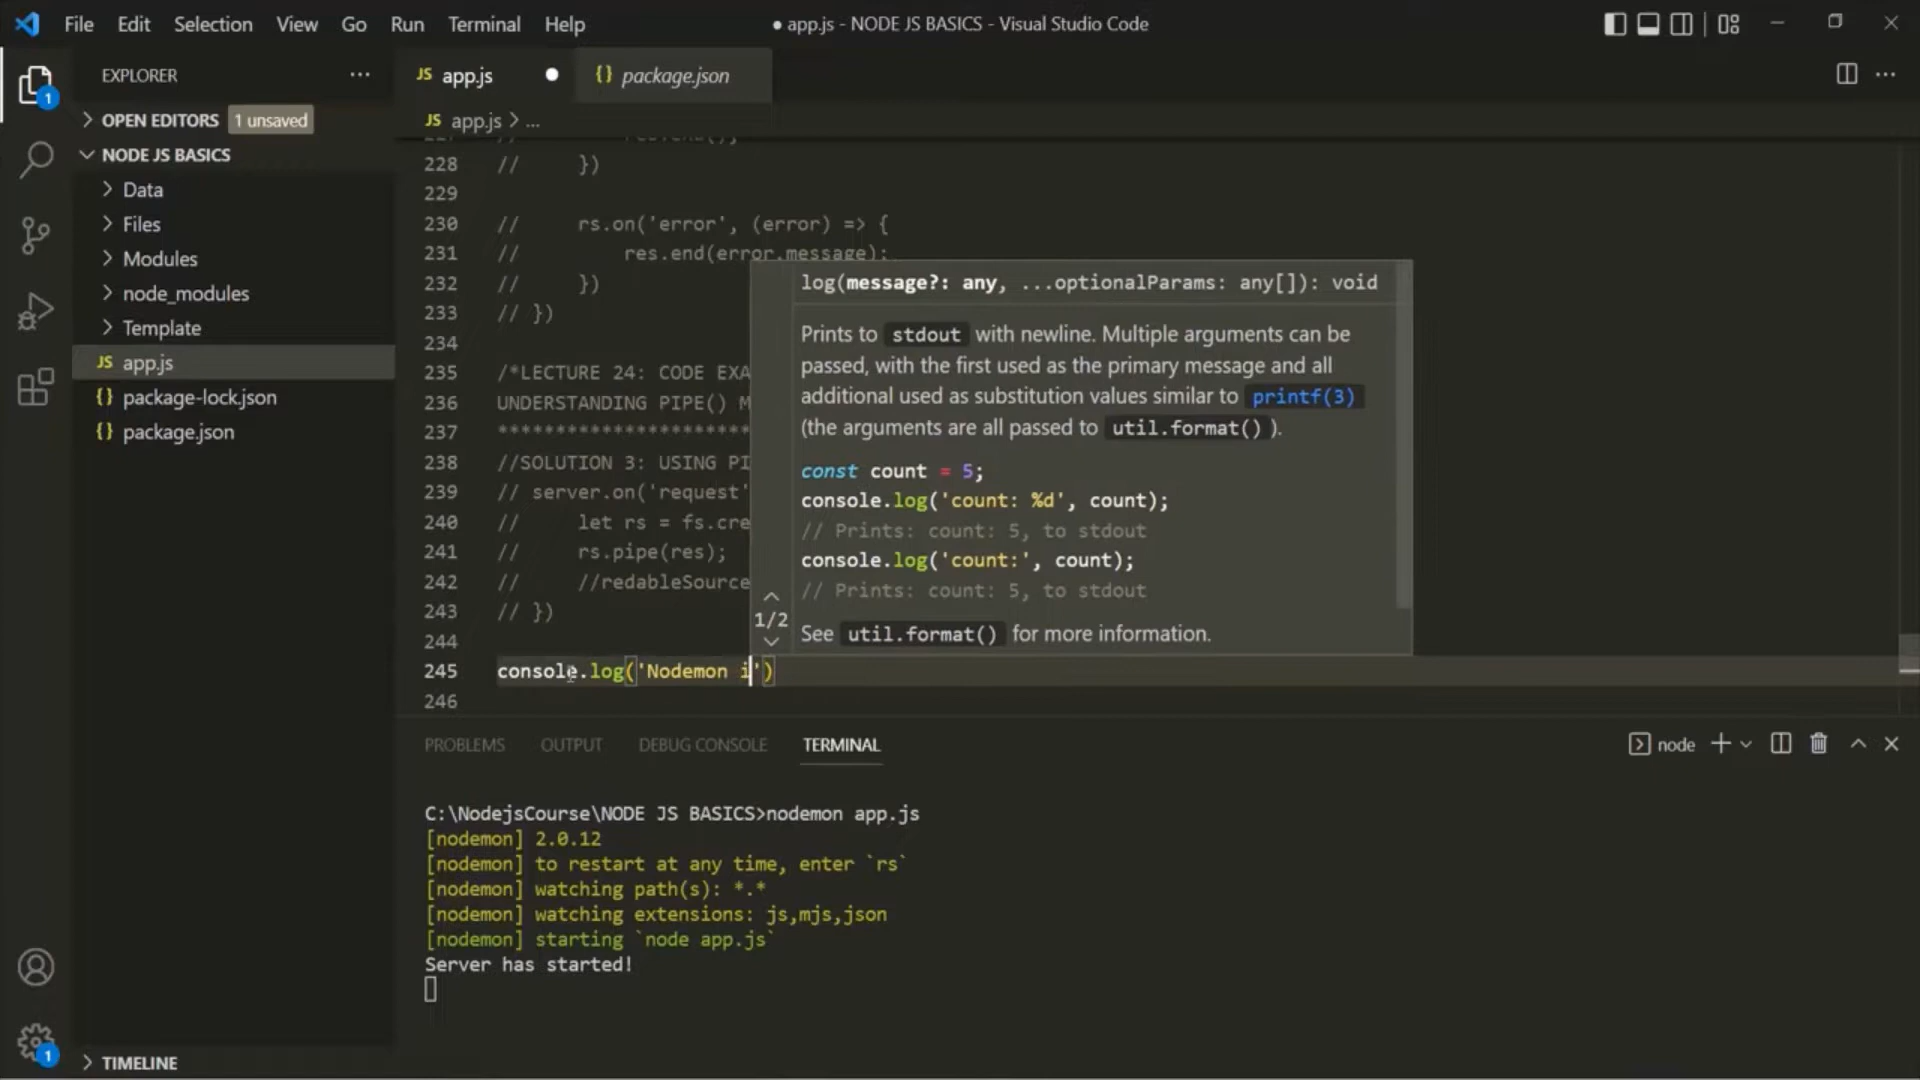 File Edit Selection View Go Run Terminal Help
● app.js - NODE JS BASICS - Visual Studio Code
EXPLORER
JS app.js
{} package.json
1
OPEN EDITORS 1 unsaved
JS app.js > ...
NODE JS BASICS
Data
Files
Modules
node_modules
Template
JS app.js
{} package-lock.json
{} package.json
228 // })
229
230 // rs.on('error', (error) => {
231 // res.end(error.message);
232 // })
233 // })
234
235 /*LECTURE 24: CODE EXA
236 UNDERSTANDING PIPE() M
237 **********************
238 //SOLUTION 3: USING PI
239 // server.on('request'
240 // let rs = fs.cre
241 // rs.pipe(res);
242 // //redableSource
243 // })
244
245 console.log('Nodemon i')
246
log(message?: any, ...optionalParams: any[]): void
Prints to stdout with newline. Multiple arguments can be
passed, with the first used as the primary message and all
additional used as substitution values similar to printf(3)
(the arguments are all passed to util.format() ).
const count = 5;
console.log('count: %d', count);
// Prints: count: 5, to stdout
console.log('count:', count);
// Prints: count: 5, to stdout
1/2
See util.format() for more information.
PROBLEMS OUTPUT DEBUG CONSOLE TERMINAL
node
C:\NodejsCourse\NODE JS BASICS>nodemon app.js
[nodemon] 2.0.12
[nodemon] to restart at any time, enter `rs`
[nodemon] watching path(s): *.*
[nodemon] watching extensions: js,mjs,json
[nodemon] starting `node app.js`
Server has started!
1
TIMELINE